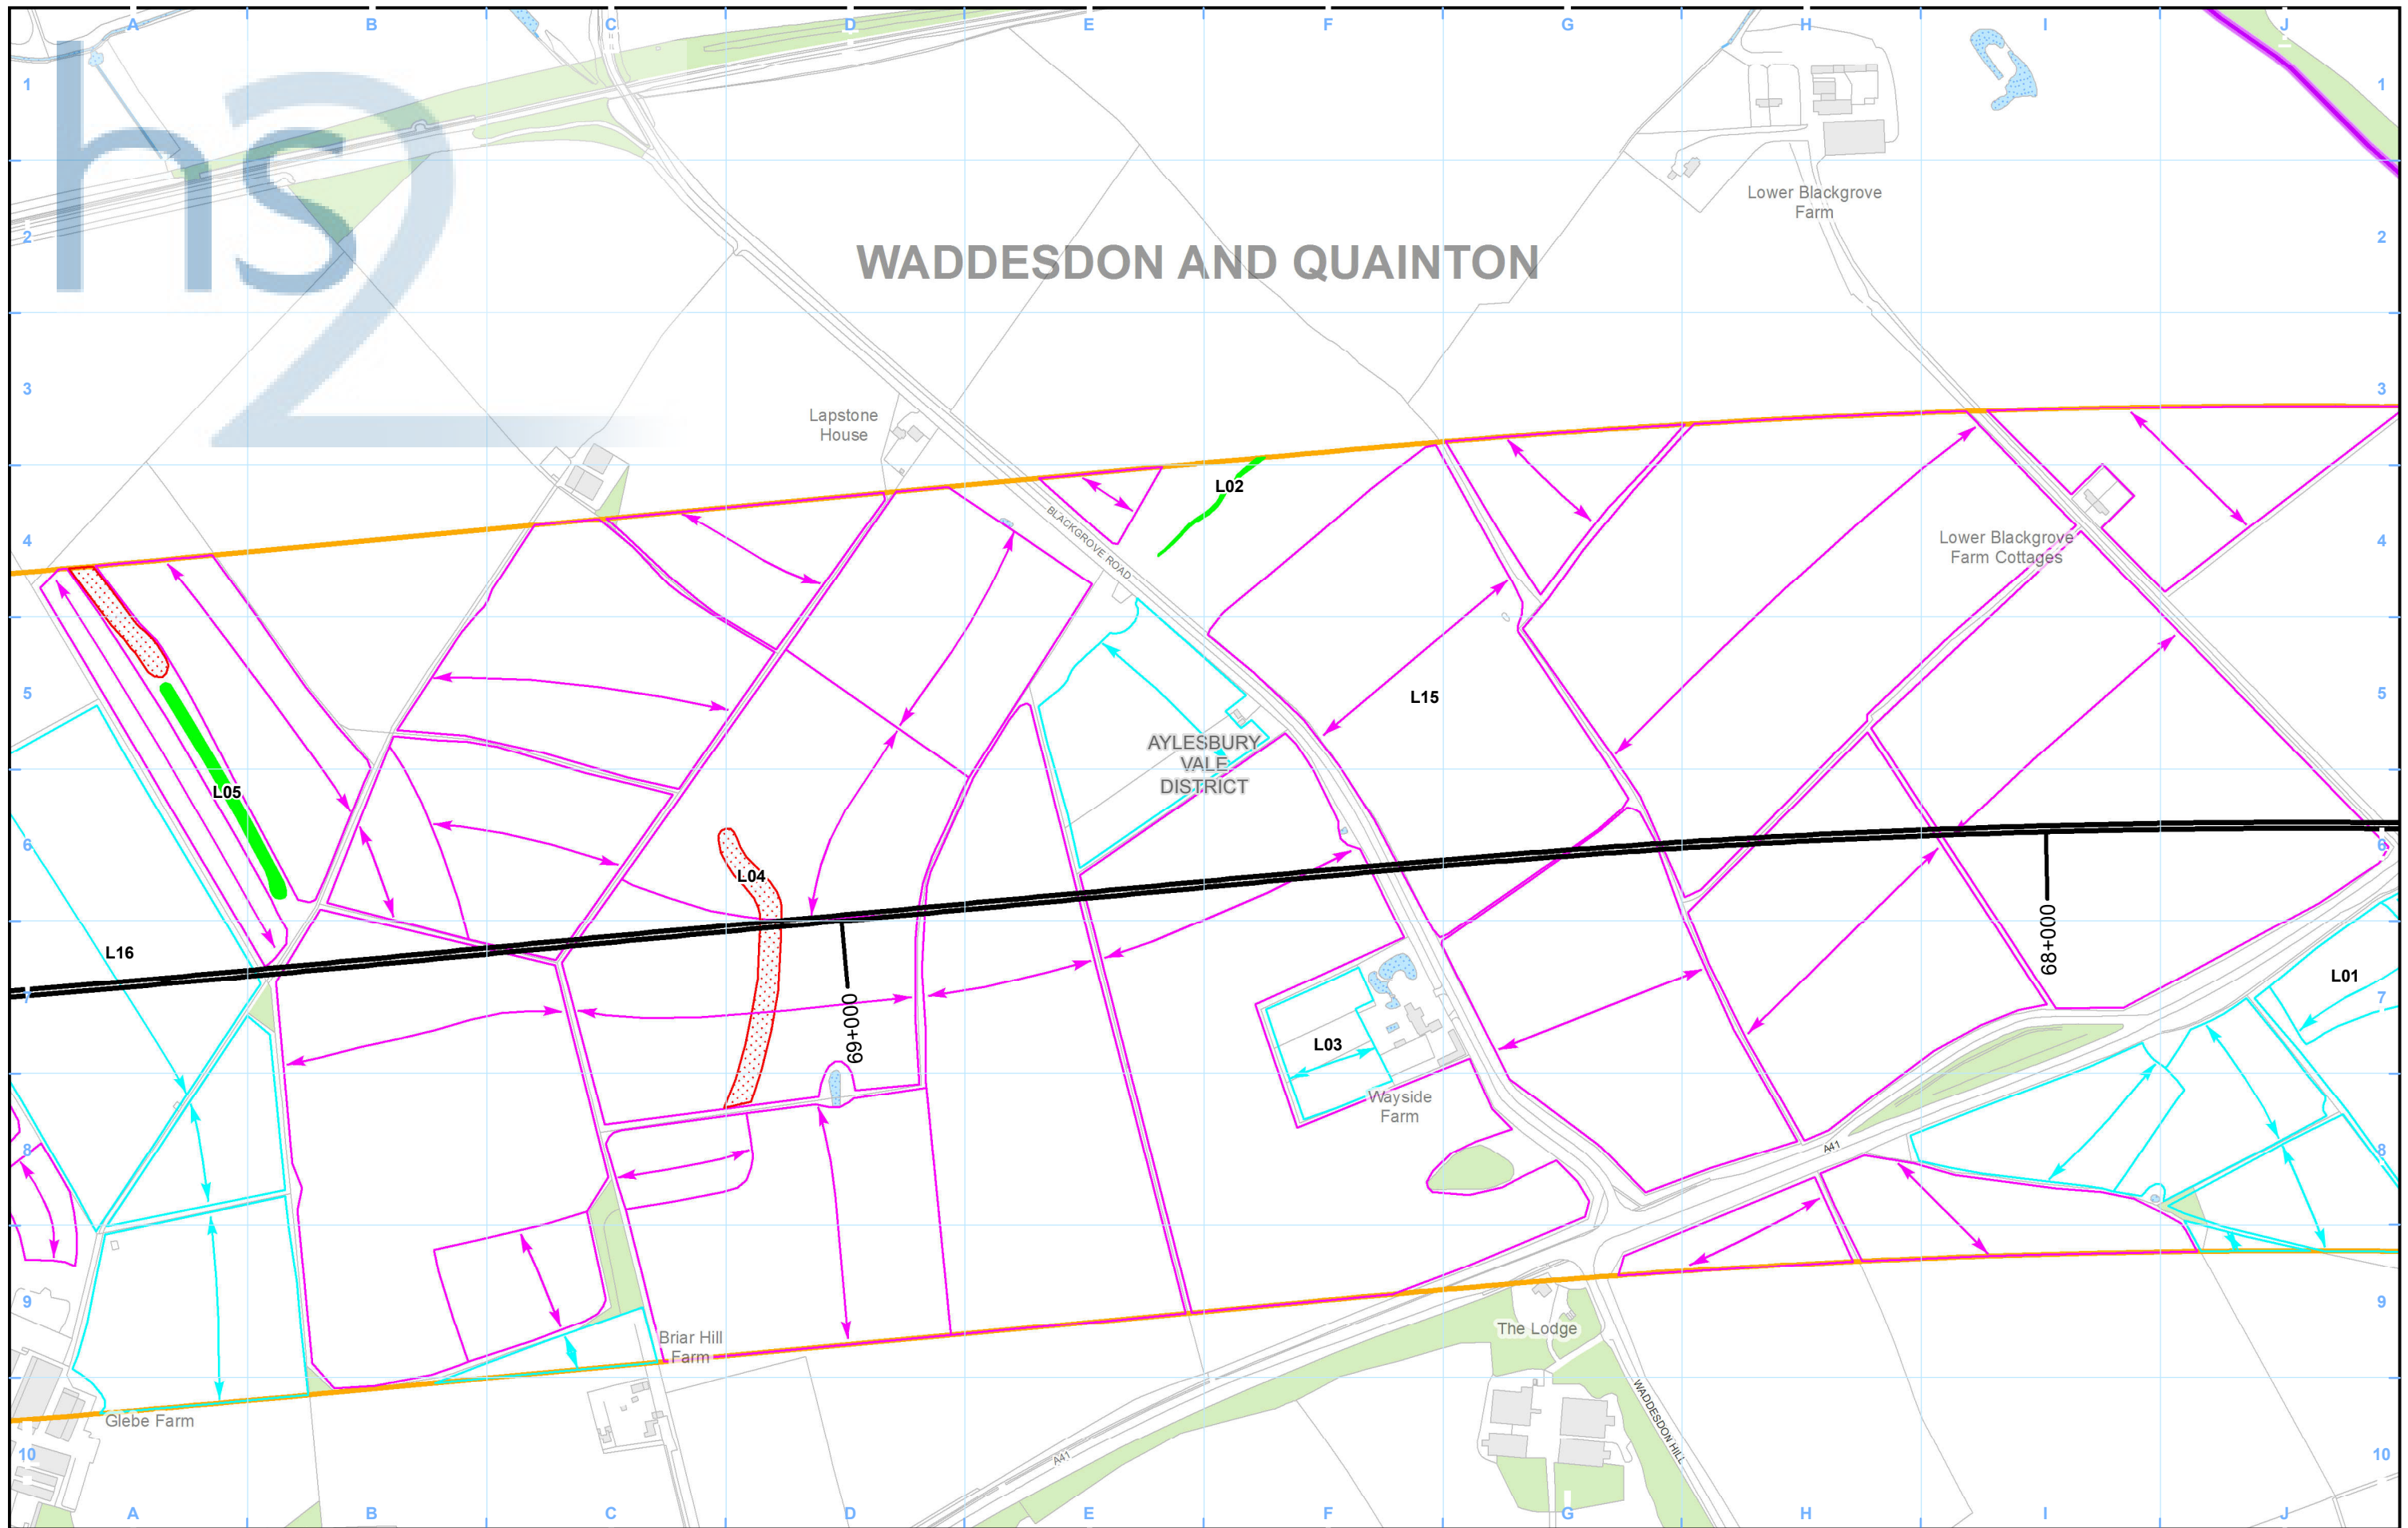 A B C D E F G H I J
1 1
hs2
Lower Blackgrove
Farm
2 2
WADDESDON AND QUAINTON
3 3
Lapstone
House
L02
BLACKGROVE ROAD
4 4
Lower Blackgrove
Farm Cottages
5 5
L15
AYLESBURY
VALE
DISTRICT
L05
6 6
L04
L16
68+000
L01
7 7
69+000
L03
Wayside
Farm
A41
8 8
9 9
The Lodge
Briar Hill
Farm
WADDESDON HILL
Glebe Farm
10 10
A41
A B C D E F G H I J